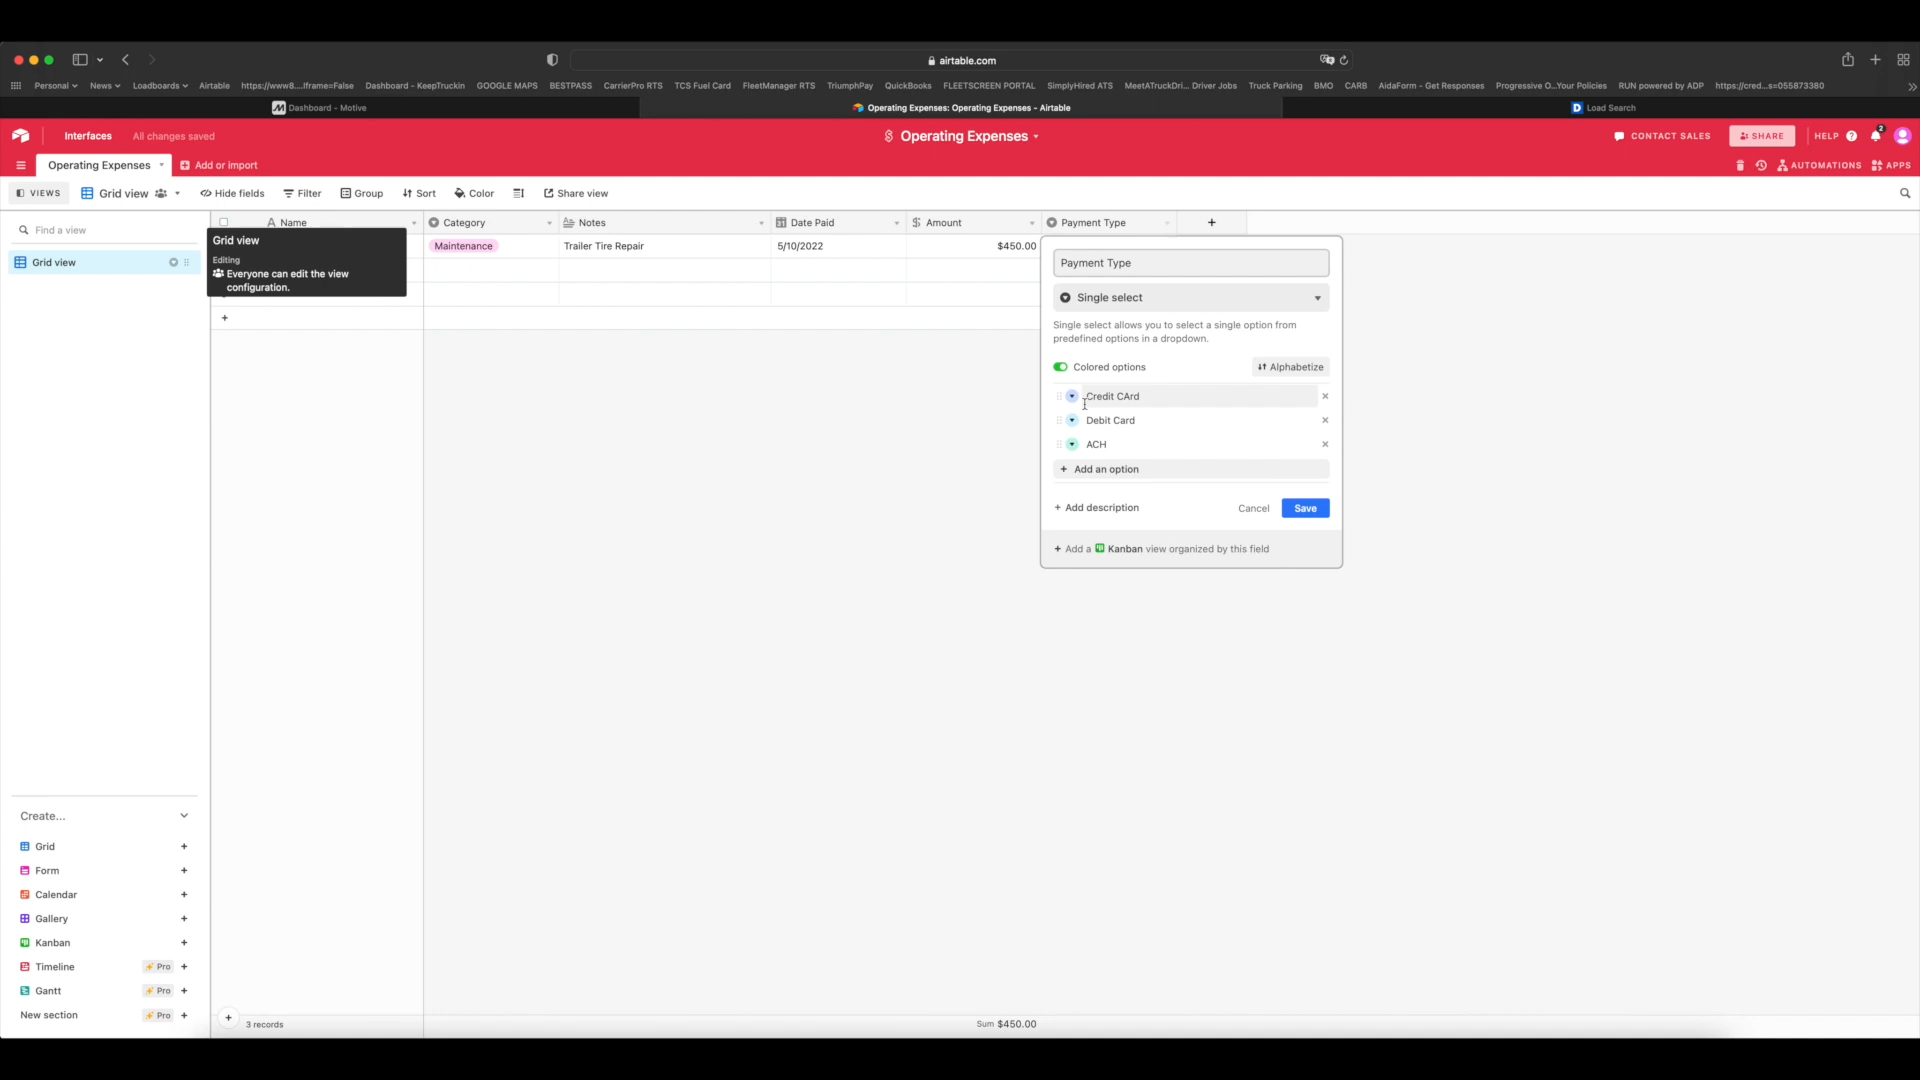 airtable.com
Personal News Loadboards Airtable https://www8....Iframe=False Dashboard - KeepTruckin GOOGLE MAPS BESTPASS CarrierPro RTS TCS Fuel Card FleetManager RTS TriumphPay QuickBooks FLEETSCREEN PORTAL SimplyHired ATS MeetATruckDri... Driver Jobs Truck Parking BMO CARB AidaForm - Get Responses Progressive O...Your Policies RUN powered by ADP https://cred...s=055873380
Dashboard - Motive
Operating Expenses: Operating Expenses - Airtable
Load Search
Interfaces All changes saved
Operating Expenses
CONTACT SALES SHARE HELP 2
Operating Expenses Add or import
AUTOMATIONS APPS
VIEWS Grid view Hide fields Filter Group Sort Color Share view
Find a view
Grid view
Name Category Notes Date Paid Amount Payment Type
Maintenance Trailer Tire Repair 5/10/2022 $450.00
Grid view
Editing
Everyone can edit the view
configuration.
Payment Type
Single select
Single select allows you to select a single option from
predefined options in a dropdown.
Colored options Alphabetize
Credit CArd
Debit Card
ACH
+ Add an option
+ Add description Cancel Save
+ Add a Kanban view organized by this field
Create...
Grid +
Form +
Calendar +
Gallery +
Kanban +
Timeline Pro +
Gantt Pro +
New section Pro +
+ 3 records Sum $450.00